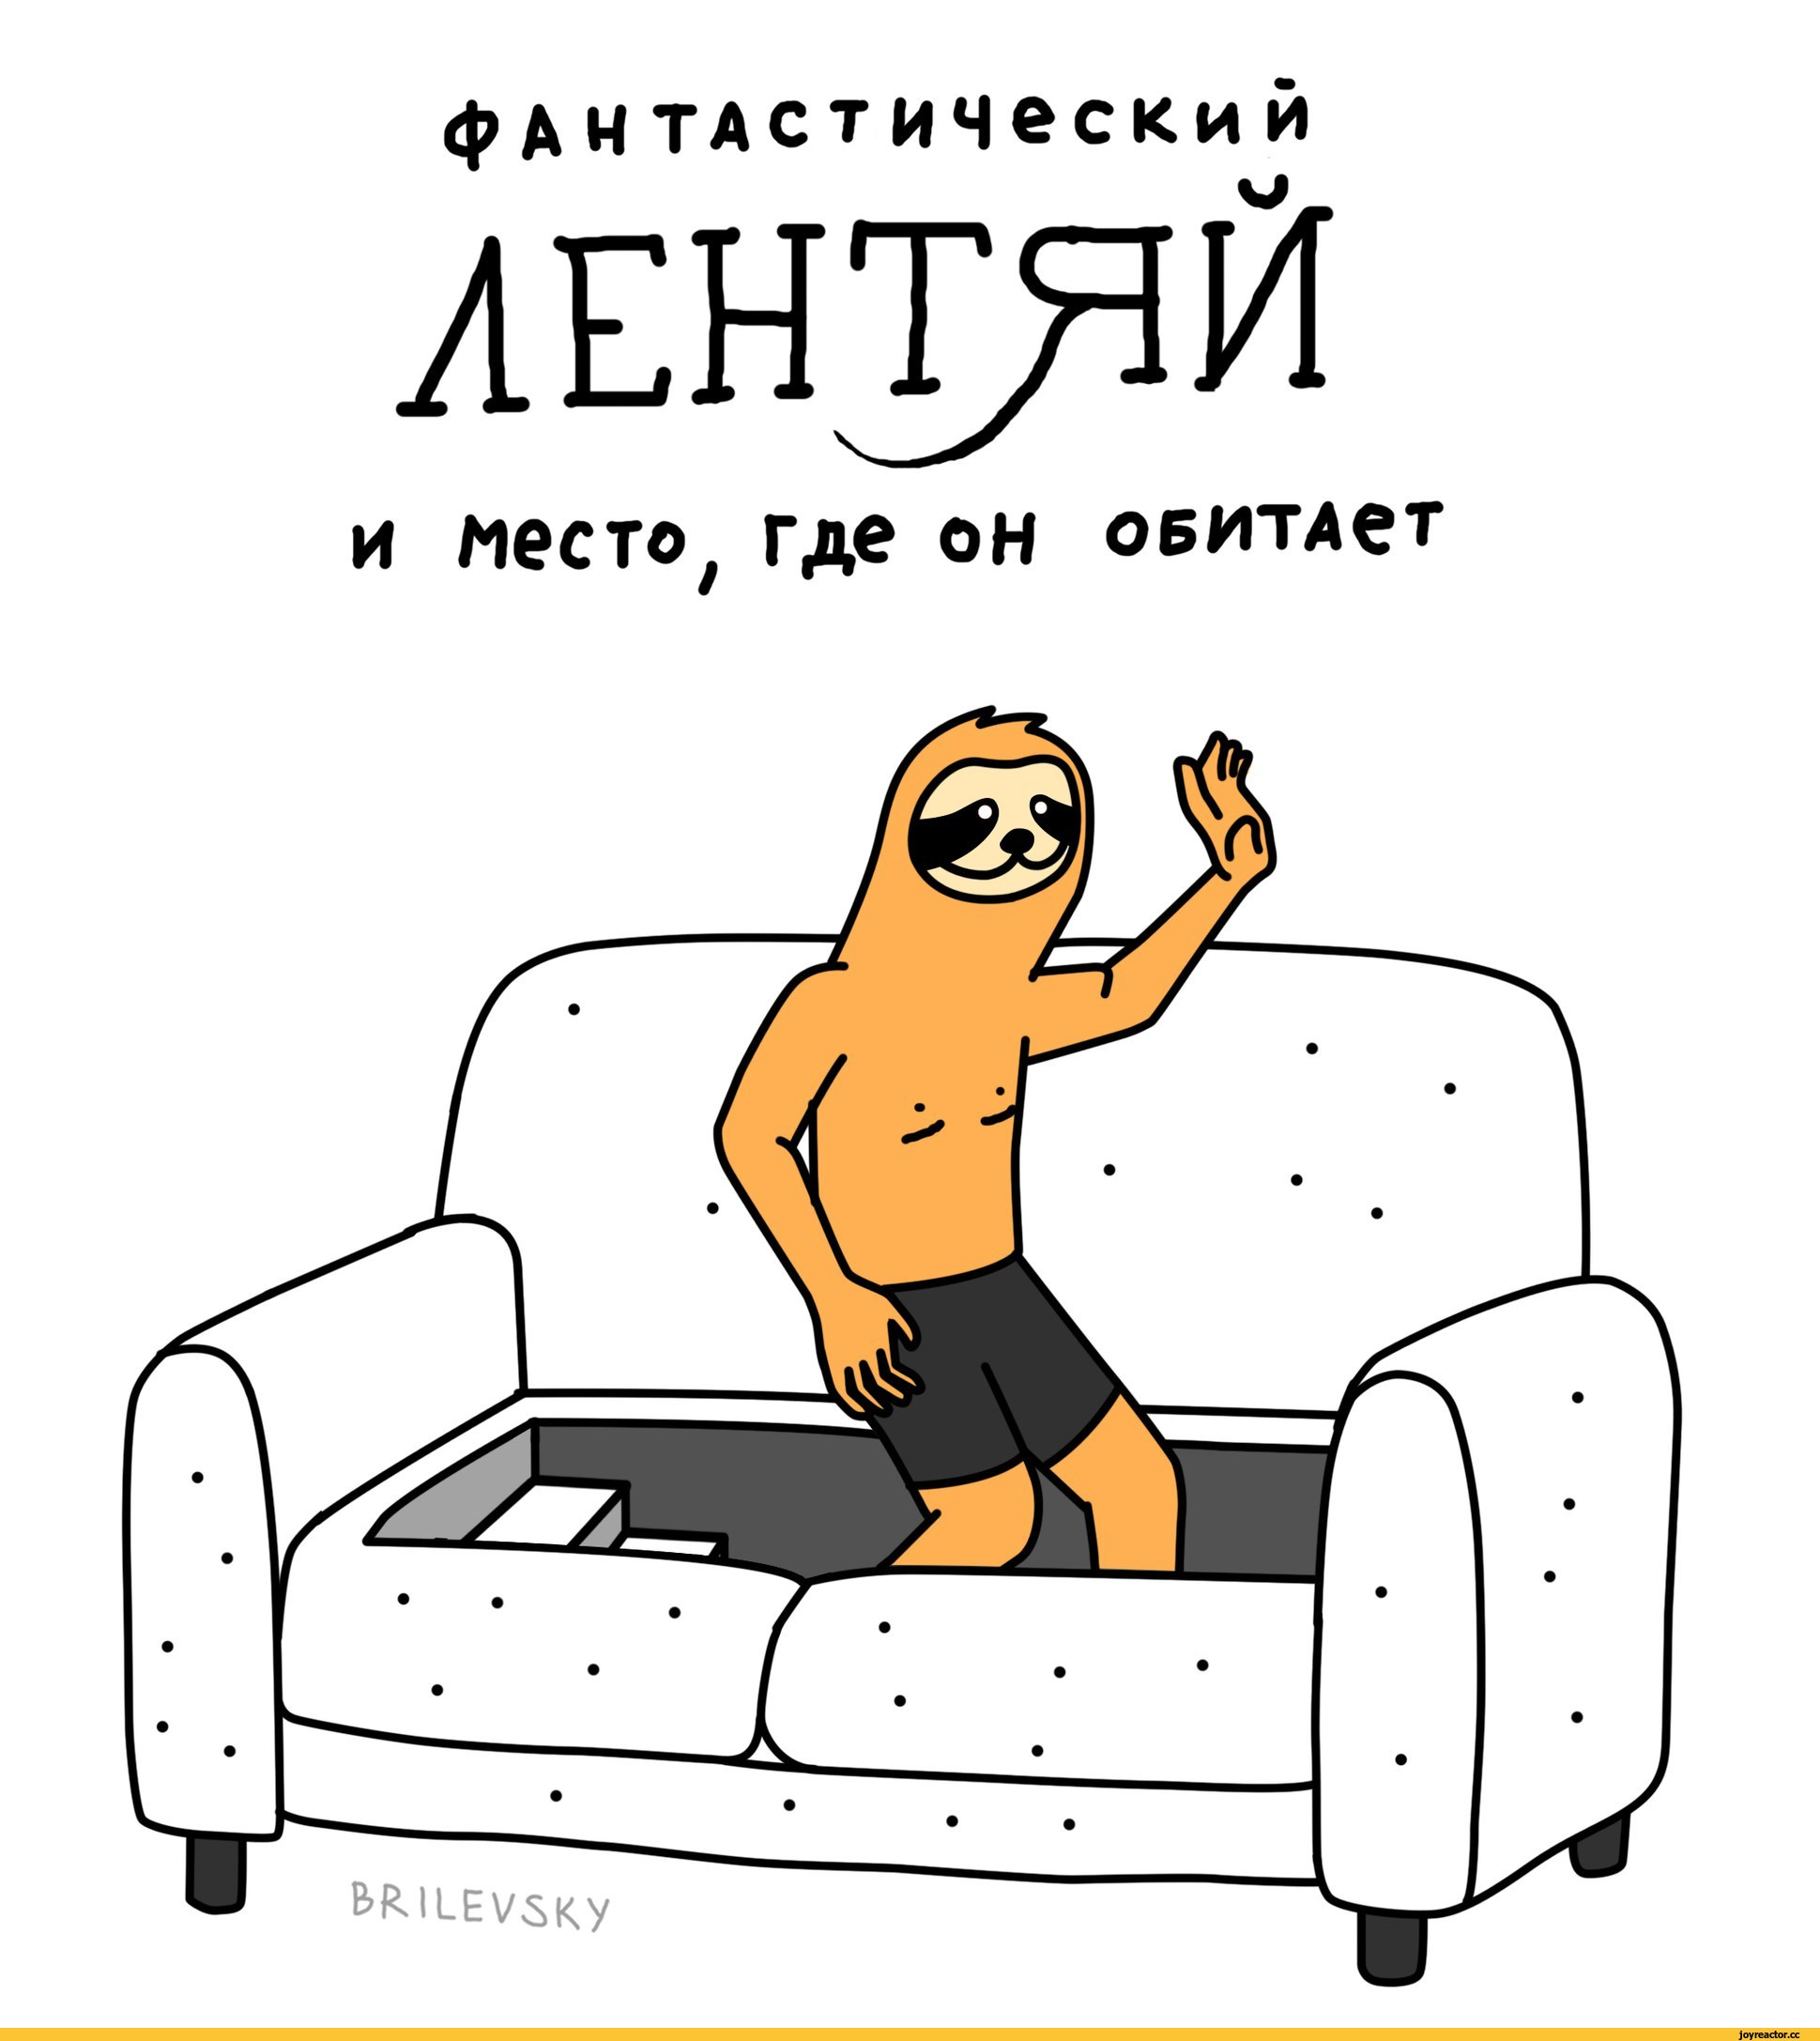 фАнтАстический
ЛЕНТЯЙ
и место, где он обитАет
BRILEVSKY
joyreactor.cc